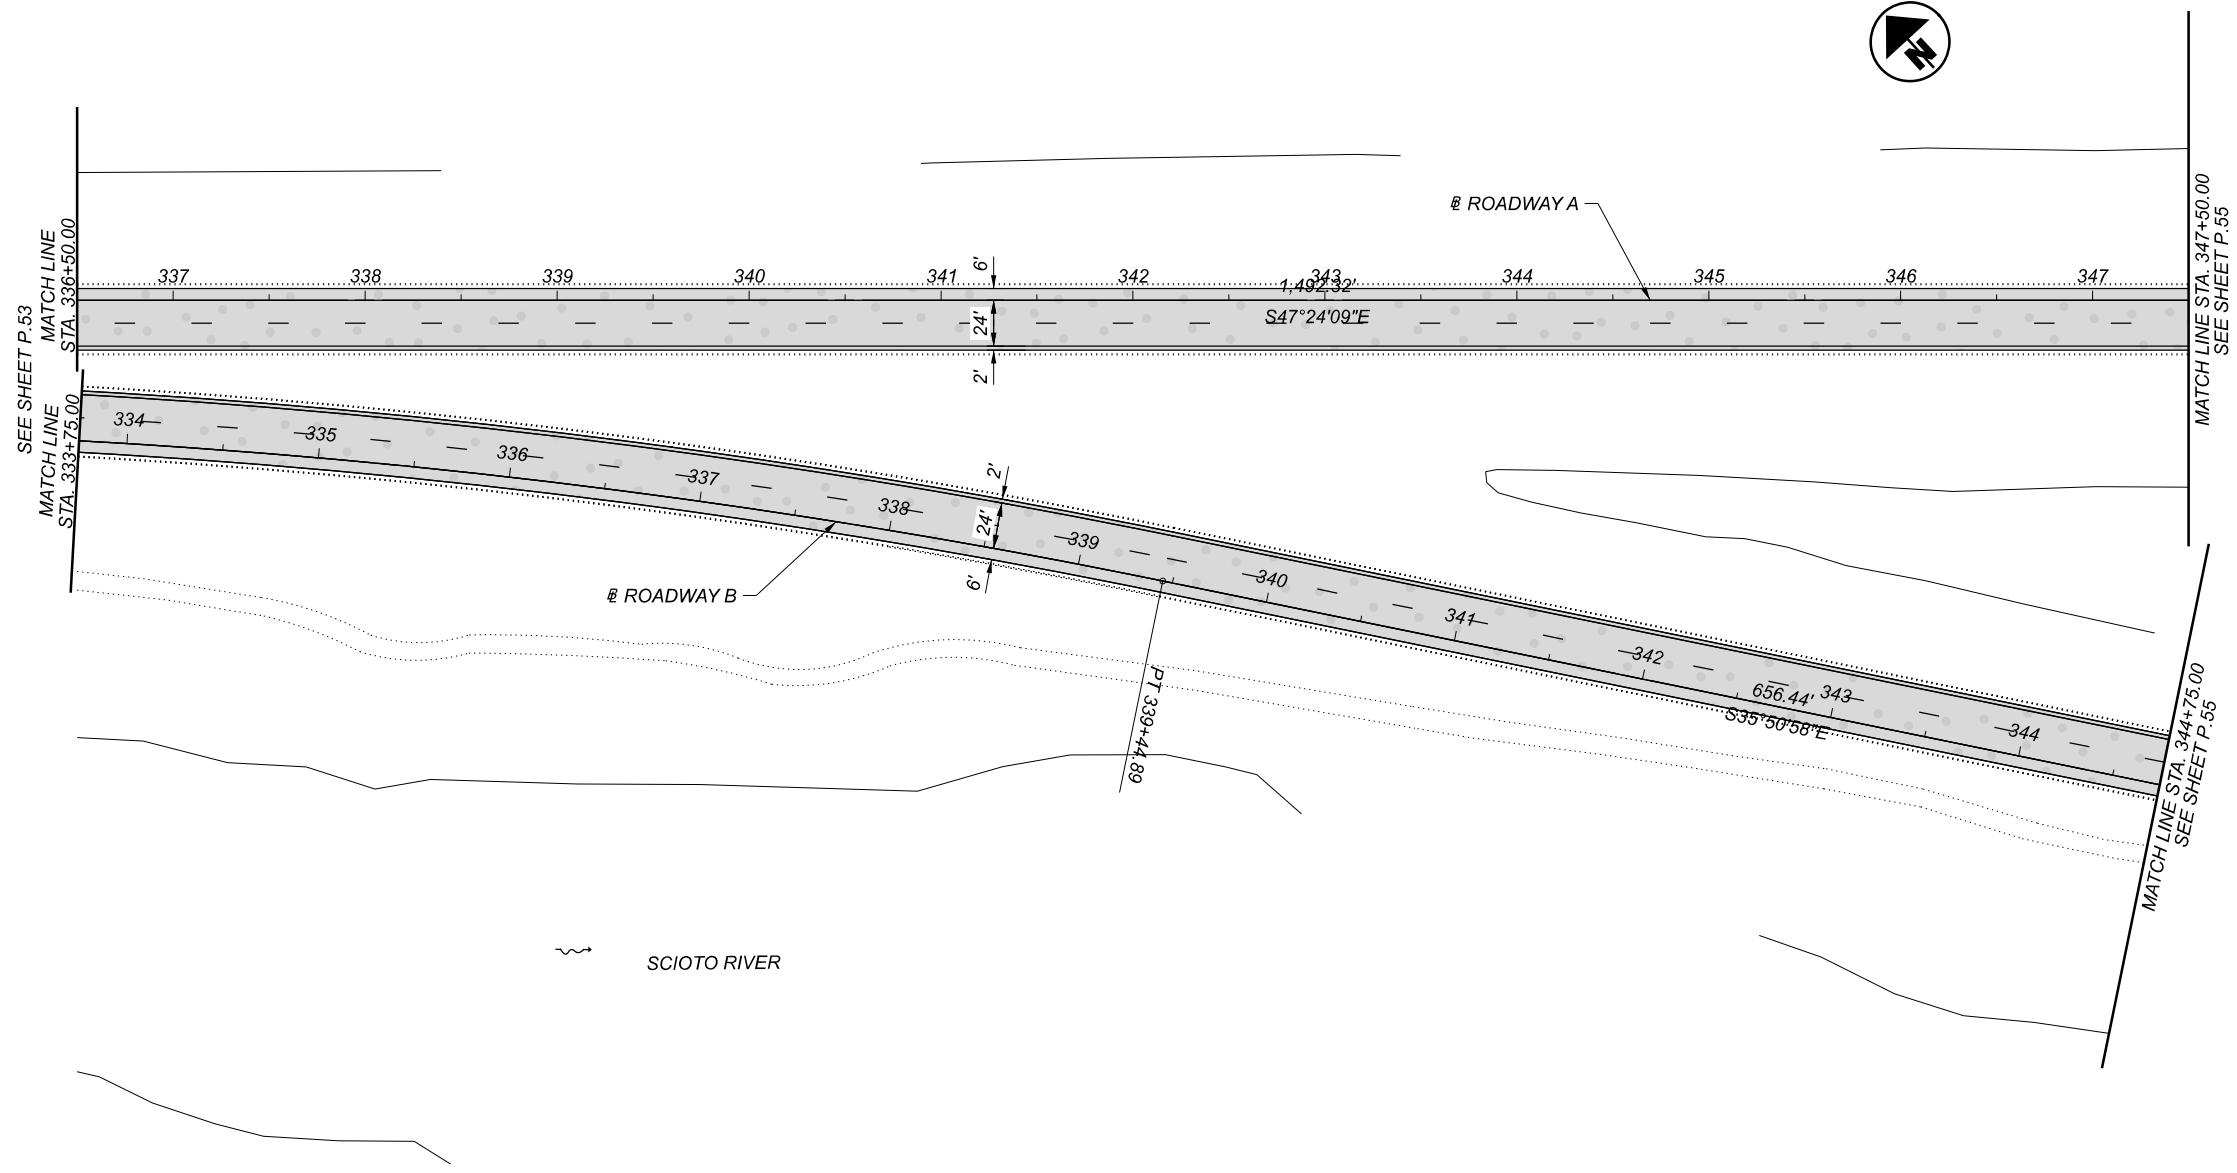 N
℄ ROADWAY A
SEE SHEET P.53
MATCH LINE
STA. 336+50.00
337
338
339
340
341
342
343
344
345
346
347
6'
24'
2'
1,492.32'
S47°24'09"E
MATCH LINE STA. 347+50.00
SEE SHEET P.55
MATCH LINE
STA. 333+75.00
334
335
336
337
338
339
340
341
342
343
344
2'
24'
6'
℄ ROADWAY B
PT 339+44.89
656.44'
S35°50'58"E
MATCH LINE STA. 344+75.00
SEE SHEET P.55
SCIOTO RIVER